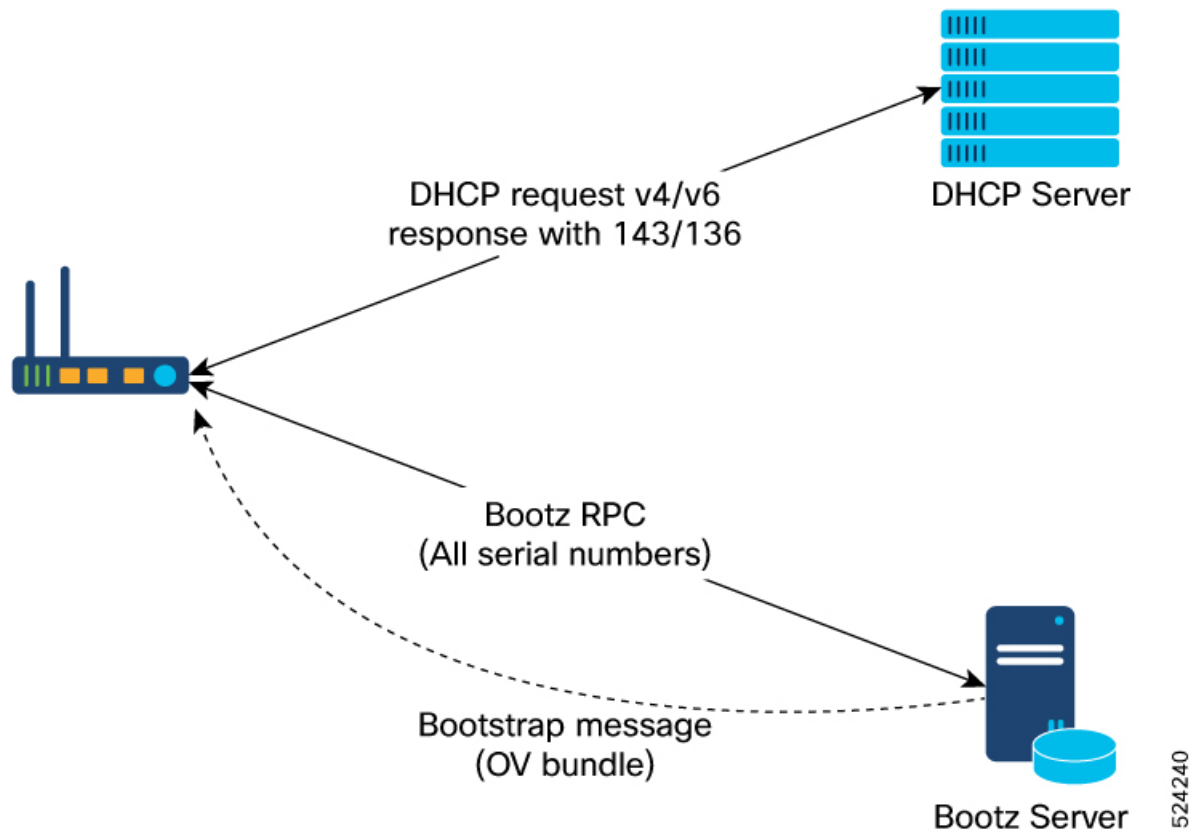 DHCP Server
DHCP request v4/v6
response with 143/136
Bootz RPC
(All serial numbers)
Bootstrap message
(OV bundle)
Bootz Server
524240